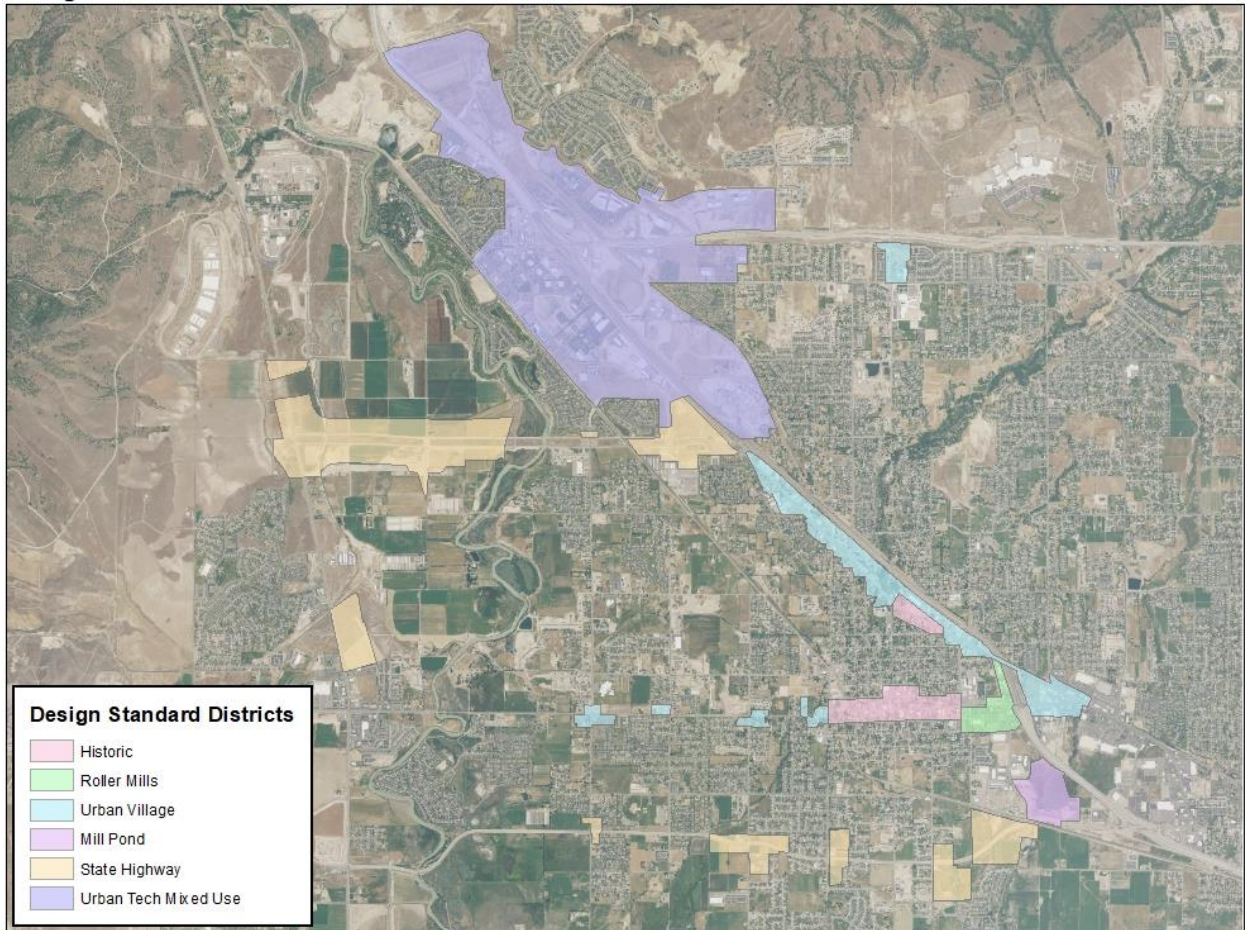 Design Standard Districts
Historic
Roller Mills
Urban Village
Mill Pond
State Highway
Urban Tech Mixed Use